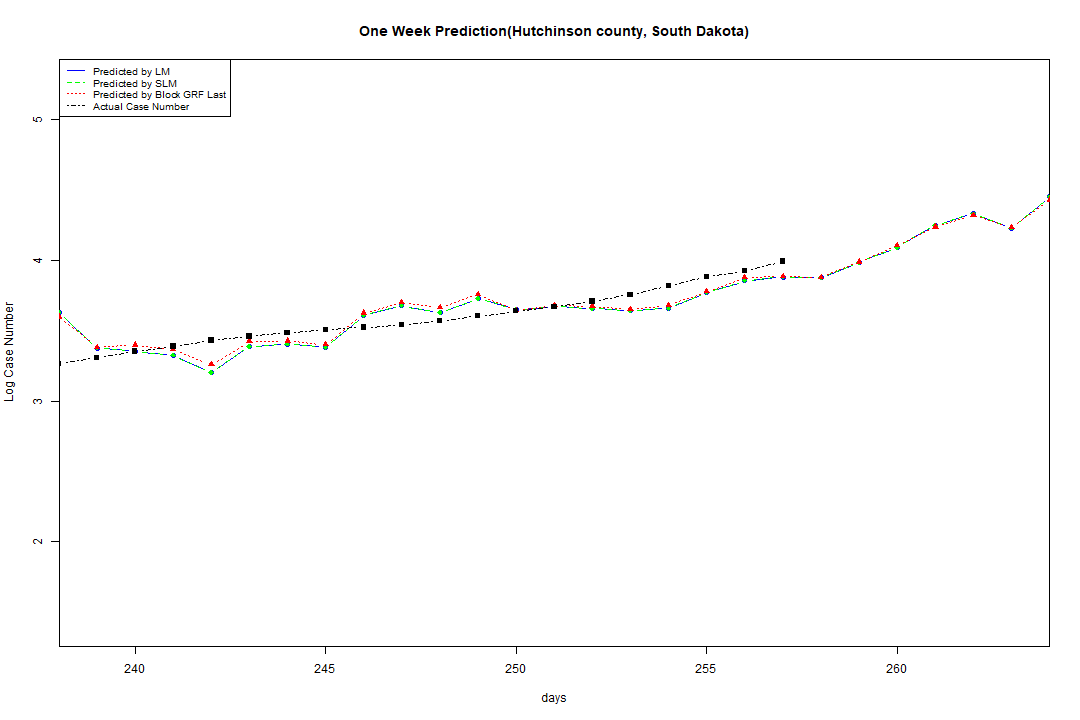 One Week Prediction(Hutchinson county, South Dakota)
Predicted by LM
Predicted by SLM
Predicted by Block GRF Last
Actual Case Number
5
4
3
2
Log Case Number
240 245 250 255 260
days